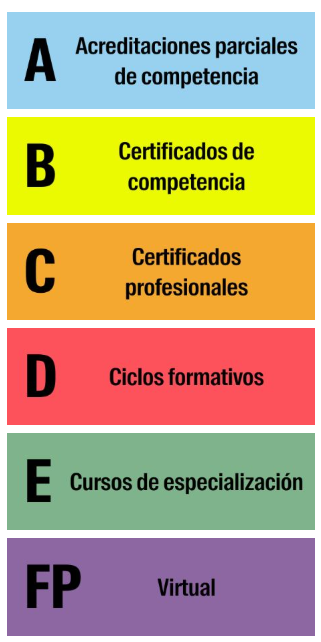 A
Acreditaciones parciales
de competencia
B
Certificados de
competencia
C
Certificados
profesionales
D
Ciclos formativos
E
Cursos de especialización
FP
Virtual